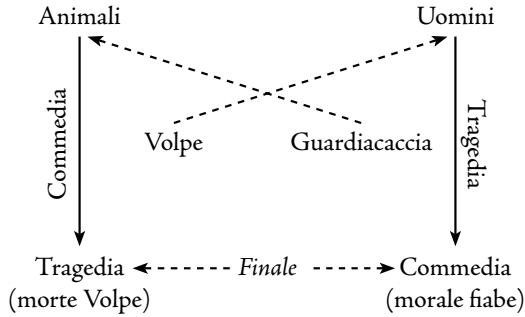 Animali
Uomini
Commedia
Tragedia
Volpe
Guardiacaccia
Tragedia
Finale
Commedia
(morte Volpe)
(morale fiabe)